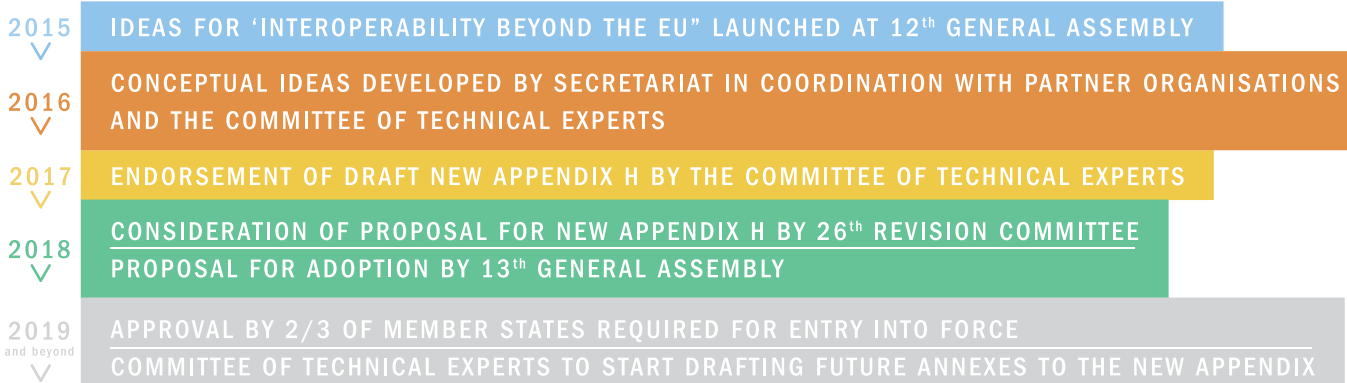 2015
IDEAS FOR ‘INTEROPERABILITY BEYOND THE EU” LAUNCHED AT 12th GENERAL ASSEMBLY
2016
CONCEPTUAL IDEAS DEVELOPED BY SECRETARIAT IN COORDINATION WITH PARTNER ORGANISATIONS
AND THE COMMITTEE OF TECHNICAL EXPERTS
2017
ENDORSEMENT OF DRAFT NEW APPENDIX H BY THE COMMITTEE OF TECHNICAL EXPERTS
2018
CONSIDERATION OF PROPOSAL FOR NEW APPENDIX H BY 26th REVISION COMMITTEE
PROPOSAL FOR ADOPTION BY 13th GENERAL ASSEMBLY
2019
and beyond
APPROVAL BY 2/3 OF MEMBER STATES REQUIRED FOR ENTRY INTO FORCE
COMMITTEE OF TECHNICAL EXPERTS TO START DRAFTING FUTURE ANNEXES TO THE NEW APPENDIX